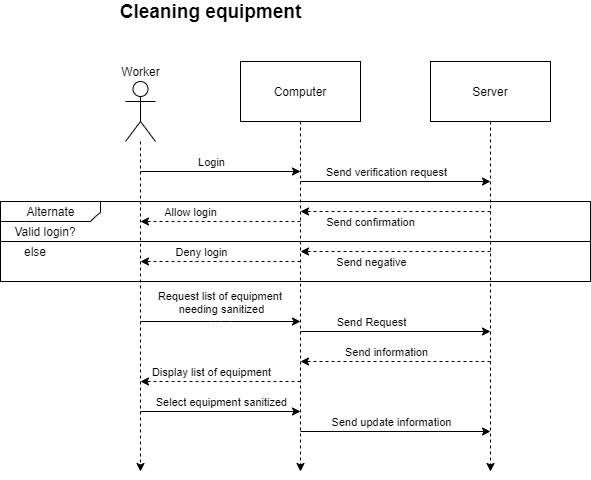 Cleaning equipment
Worker
Computer
Server
Login
Send verification request
Alternate
Allow login
Send confirmation
Valid login?
else
Deny login
Send negative
Request list of equipment
needing sanitized
Send Request
Send information
Display list of equipment
Select equipment sanitized
Send update information